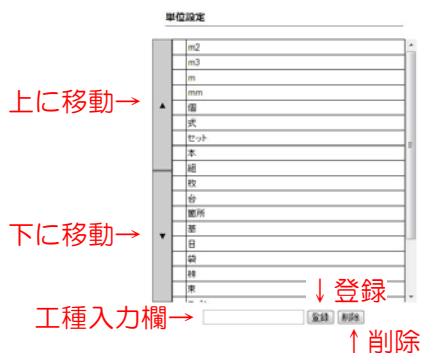 単位設定
m2
m3
m
上に移動→
mm
▲
個
式
セット
本
組
枚
台
箇所
下に移動→
▼
基
日
袋
袜
東
↓登録
工種入力欄→
登録
削除
↑削除